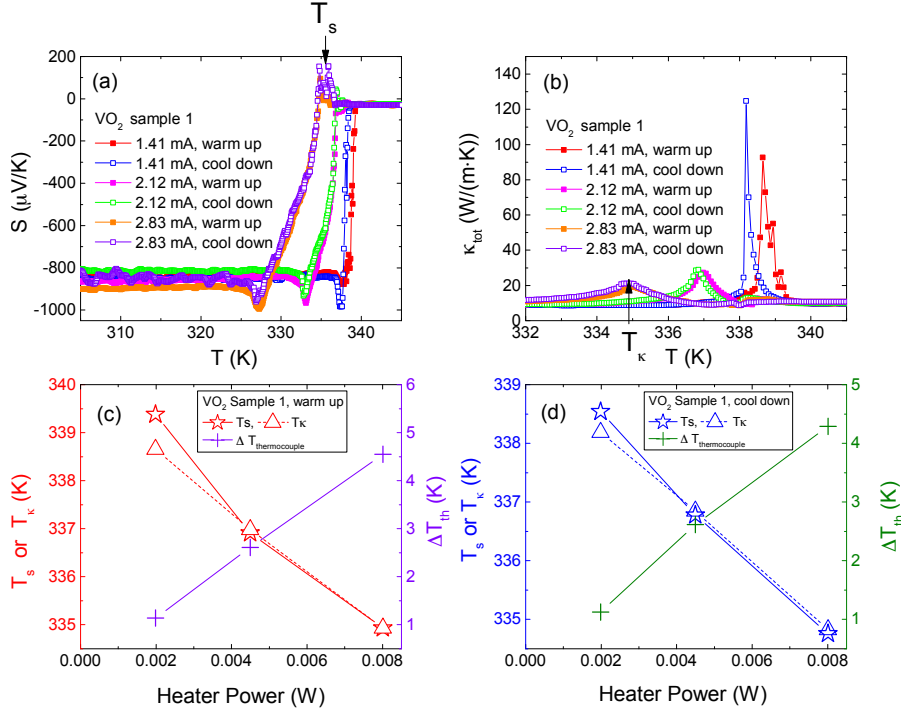 T_s
(a)
VO₂ sample 1
1.41 mA, warm up
1.41 mA, cool down
2.12 mA, warm up
2.12 mA, cool down
2.83 mA, warm up
2.83 mA, cool down
S (μV/K)
200
0
-200
-400
-600
-800
-1000
310 320 330 340
T (K)
(b)
VO₂ sample 1
1.41 mA, warm up
1.41 mA, cool down
2.12 mA, warm up
2.12 mA, cool down
2.83 mA, warm up
2.83 mA, cool down
κ_tot (W/(m·K)
140
120
100
80
60
40
20
0
332 334 336 338 340
T_κ
T (K)
(c)
VO₂ Sample 1, warm up
Ts, Tκ
Δ T_thermocouple
T_s or T_κ (K)
340
339
338
337
336
335
ΔT_th (K)
6
5
4
3
2
1
0.000 0.002 0.004 0.006 0.008
Heater Power (W)
(d)
VO₂ Sample 1, cool down
Ts, Tκ
Δ T_thermocouple
T_s or T_κ (K)
339
338
337
336
335
ΔT_th (K)
5
4
3
2
1
0.000 0.002 0.004 0.006 0.008
Heater Power (W)